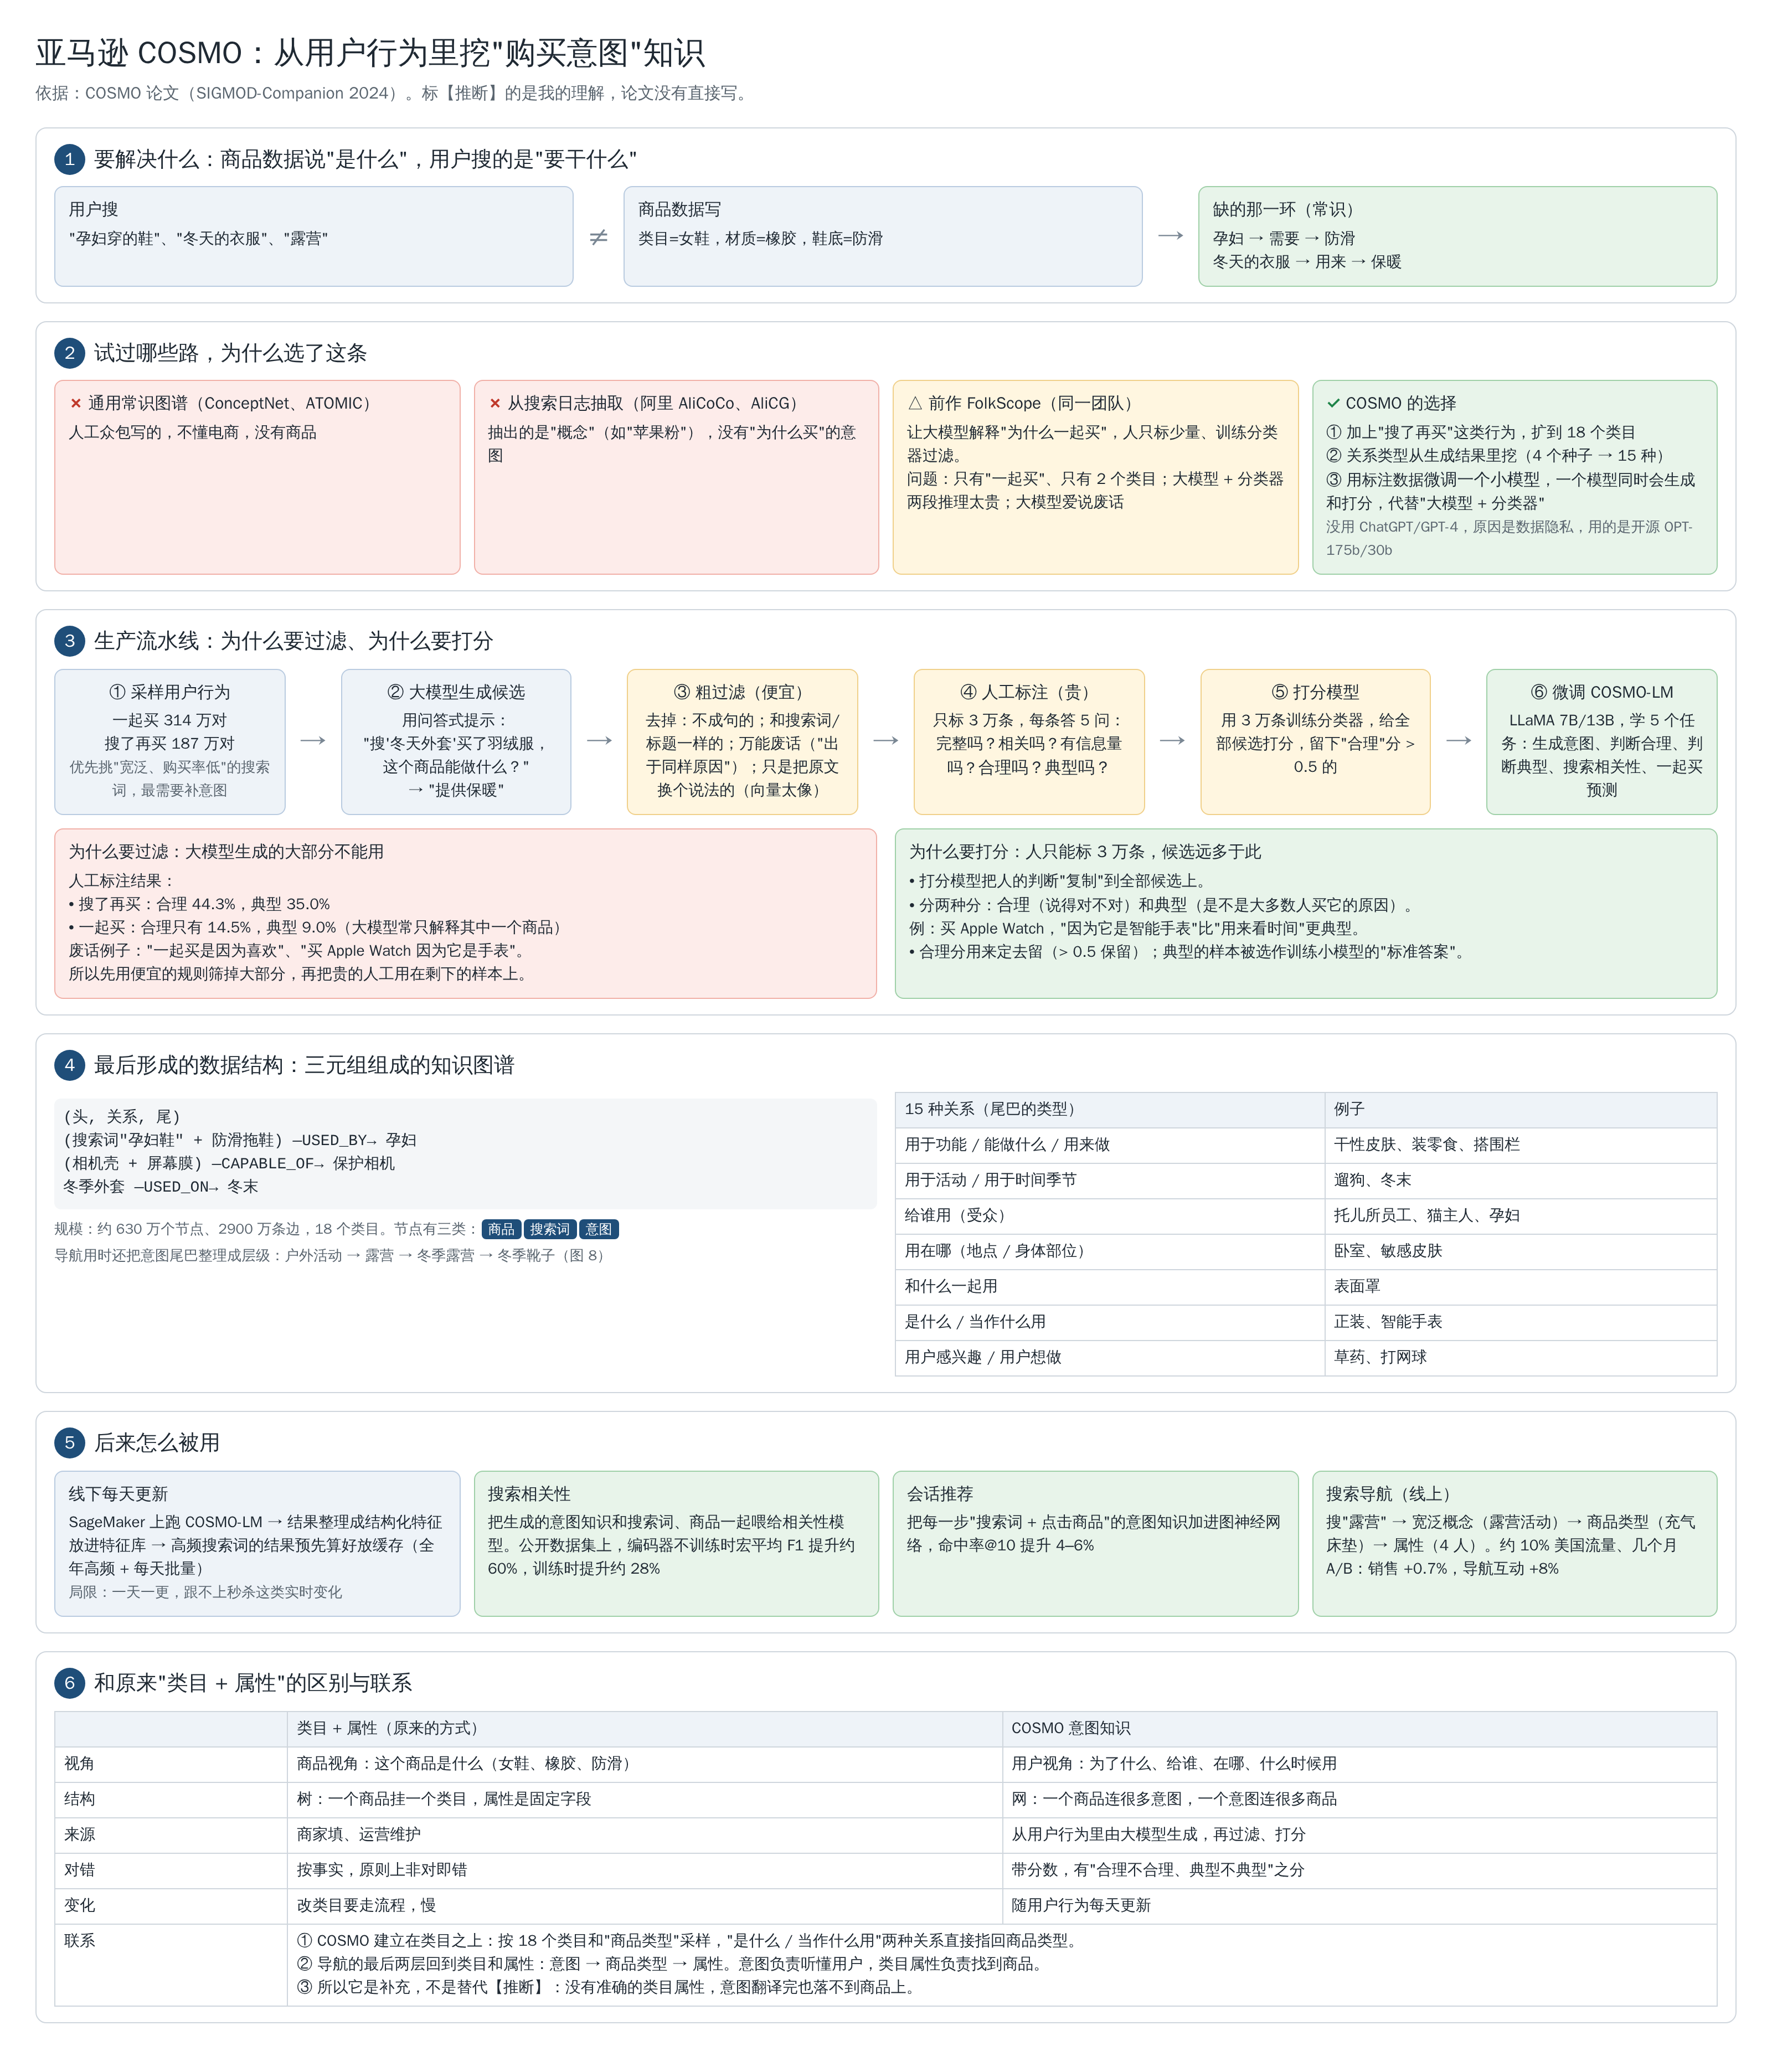 亚马逊 COSMO：从用户行为里挖"购买意图"知识
依据：COSMO 论文（SIGMOD-Companion 2024）。标【推断】的是我的理解，论文没有直接写。
1 要解决什么：商品数据说"是什么"，用户搜的是"要干什么"
用户搜
"孕妇穿的鞋"、"冬天的衣服"、"露营"
≠
商品数据写
类目=女鞋，材质=橡胶，鞋底=防滑
→
缺的那一环（常识）
孕妇 → 需要 → 防滑
冬天的衣服 → 用来 → 保暖
2 试过哪些路，为什么选了这条
× 通用常识图谱（ConceptNet、ATOMIC）
人工众包写的，不懂电商，没有商品
× 从搜索日志抽取（阿里 AliCoCo、AliCG）
抽出的是"概念"（如"苹果粉"），没有"为什么买"的意
图
△ 前作 FolkScope（同一团队）
让大模型解释"为什么一起买"，人只标少量、训练分类
器过滤。
问题：只有"一起买"、只有 2 个类目；大模型 + 分类器
两段推理太贵；大模型爱说废话
✓ COSMO 的选择
① 加上"搜了再买"这类行为，扩到 18 个类目
② 关系类型从生成结果里挖（4 个种子 → 15 种）
③ 用标注数据微调一个小模型，一个模型同时会生成
和打分，代替"大模型 + 分类器"
没用 ChatGPT/GPT-4，原因是数据隐私，用的是开源 OPT-
175b/30b
3 生产流水线：为什么要过滤、为什么要打分
① 采样用户行为
一起买 314 万对
搜了再买 187 万对
优先挑"宽泛、购买率低"的搜索
词，最需要补意图
→
② 大模型生成候选
用问答式提示：
"搜'冬天外套'买了羽绒服，
这个商品能做什么？"
→ "提供保暖"
→
③ 粗过滤（便宜）
去掉：不成句的；和搜索词/
标题一样的；万能废话（"出
于同样原因"）；只是把原文
换个说法的（向量太像）
→
④ 人工标注（贵）
只标 3 万条，每条答 5 问：
完整吗？相关吗？有信息量
吗？合理吗？典型吗？
→
⑤ 打分模型
用 3 万条训练分类器，给全
部候选打分，留下"合理"分 >
0.5 的
→
⑥ 微调 COSMO-LM
LLaMA 7B/13B，学 5 个任
务：生成意图、判断合理、判
断典型、搜索相关性、一起买
预测
为什么要过滤：大模型生成的大部分不能用
人工标注结果：
• 搜了再买：合理 44.3%，典型 35.0%
• 一起买：合理只有 14.5%，典型 9.0%（大模型常只解释其中一个商品）
废话例子："一起买是因为喜欢"、"买 Apple Watch 因为它是手表"。
所以先用便宜的规则筛掉大部分，再把贵的人工用在剩下的样本上。
为什么要打分：人只能标 3 万条，候选远多于此
• 打分模型把人的判断"复制"到全部候选上。
• 分两种分：合理（说得对不对）和典型（是不是大多数人买它的原因）。
例：买 Apple Watch，"因为它是智能手表"比"用来看时间"更典型。
• 合理分用来定去留（> 0.5 保留）；典型的样本被选作训练小模型的"标准答案"。
4 最后形成的数据结构：三元组组成的知识图谱
(头, 关系, 尾)
(搜索词"孕妇鞋" + 防滑拖鞋) —USED_BY→ 孕妇
(相机壳 + 屏幕膜) —CAPABLE_OF→ 保护相机
冬季外套 —USED_ON→ 冬末
规模：约 630 万个节点、2900 万条边，18 个类目。节点有三类： 商品 搜索词 意图
导航用时还把意图尾巴整理成层级：户外活动 → 露营 → 冬季露营 → 冬季靴子（图 8）
15 种关系（尾巴的类型） 例子
用于功能 / 能做什么 / 用来做 干性皮肤、装零食、搭围栏
用于活动 / 用于时间季节 遛狗、冬末
给谁用（受众） 托儿所员工、猫主人、孕妇
用在哪（地点 / 身体部位） 卧室、敏感皮肤
和什么一起用 表面罩
是什么 / 当作什么用 正装、智能手表
用户感兴趣 / 用户想做 草药、打网球
5 后来怎么被用
线下每天更新
SageMaker 上跑 COSMO-LM → 结果整理成结构化特征
放进特征库 → 高频搜索词的结果预先算好放缓存（全
年高频 + 每天批量）
局限：一天一更，跟不上秒杀这类实时变化
搜索相关性
把生成的意图知识和搜索词、商品一起喂给相关性模
型。公开数据集上，编码器不训练时宏平均 F1 提升约
60%，训练时提升约 28%
会话推荐
把每一步"搜索词 + 点击商品"的意图知识加进图神经网
络，命中率@10 提升 4–6%
搜索导航（线上）
搜"露营" → 宽泛概念（露营活动）→ 商品类型（充气
床垫）→ 属性（4 人）。约 10% 美国流量、几个月
A/B：销售 +0.7%，导航互动 +8%
6 和原来"类目 + 属性"的区别与联系
类目 + 属性（原来的方式） COSMO 意图知识
视角 商品视角：这个商品是什么（女鞋、橡胶、防滑） 用户视角：为了什么、给谁、在哪、什么时候用
结构 树：一个商品挂一个类目，属性是固定字段 网：一个商品连很多意图，一个意图连很多商品
来源 商家填、运营维护 从用户行为里由大模型生成，再过滤、打分
对错 按事实，原则上非对即错 带分数，有"合理不合理、典型不典型"之分
变化 改类目要走流程，慢 随用户行为每天更新
联系 ① COSMO 建立在类目之上：按 18 个类目和"商品类型"采样，"是什么 / 当作什么用"两种关系直接指回商品类型。
② 导航的最后两层回到类目和属性：意图 → 商品类型 → 属性。意图负责听懂用户，类目属性负责找到商品。
③ 所以它是补充，不是替代【推断】：没有准确的类目属性，意图翻译完也落不到商品上。